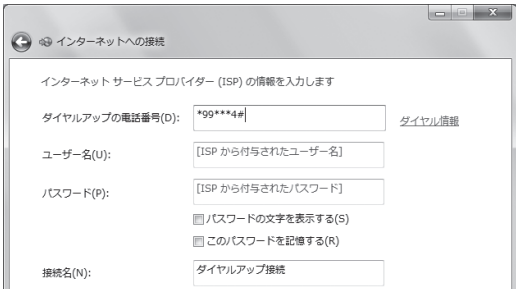 インターネットへの接続
インターネット サービス プロバイダー (ISP) の情報を入力します
ダイヤルアップの電話番号(D): *99***4# ダイヤル情報
ユーザー名(U): [ISP から付与されたユーザー名]
パスワード(P): [ISP から付与されたパスワード]
パスワードの文字を表示する(S)
このパスワードを記憶する(R)
接続名(N): ダイヤルアップ接続